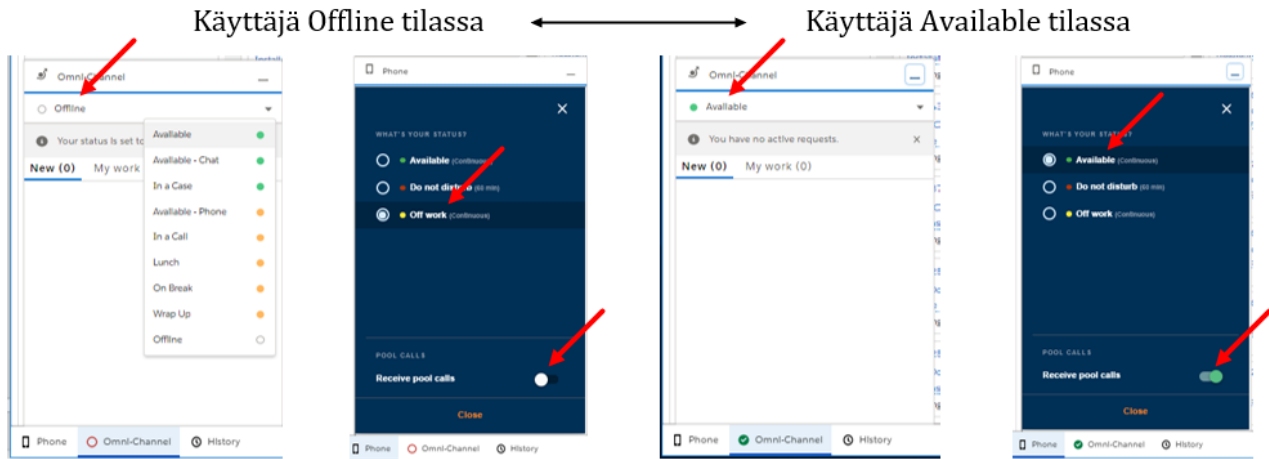 Käyttäjä Offline tilassa
Käyttäjä Available tilassa
Omni-Channel
Offline
Your status is set to
New (0) My work
Available
Available - Chat
In a Case
Available - Phone
In a Call
Lunch
On Break
Wrap Up
Offline
Phone Omni-Channel History
Phone
WHAT'S YOUR STATUS?
Available (Continuous)
Do not disturb (60 min)
Off work (Continuous)
POOL CALLS
Receive pool calls
Close
Phone Omni-Channel History
Omni-Channel
Available
You have no active requests.
New (0) My work (0)
Phone Omni-Channel History
Phone
WHAT'S YOUR STATUS?
Available (Continuous)
Do not disturb (60 min)
Off work (Continuous)
POOL CALLS
Receive pool calls
Close
Phone Omni-Channel History